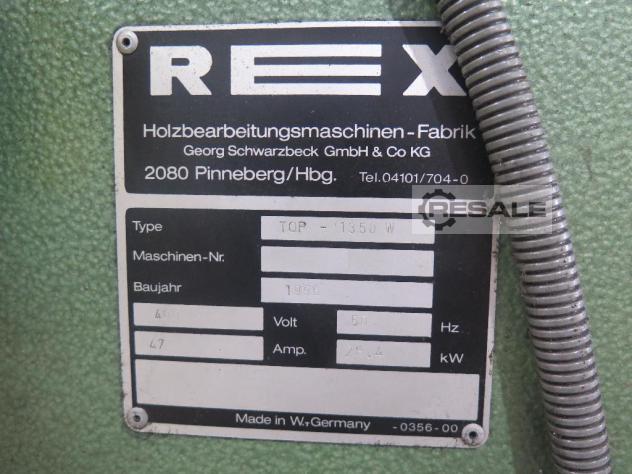 REX
Holzbearbeitungsmaschinen-Fabrik
Georg Schwarzbeck GmbH & Co KG
2080 Pinneberg/Hbg. Tel. 04101/704-0
RESALE
Type TOP - 1350 W
Maschinen-Nr.
Baujahr
Volt Hz
47 Amp. kW
Made in W.-Germany -0356-00